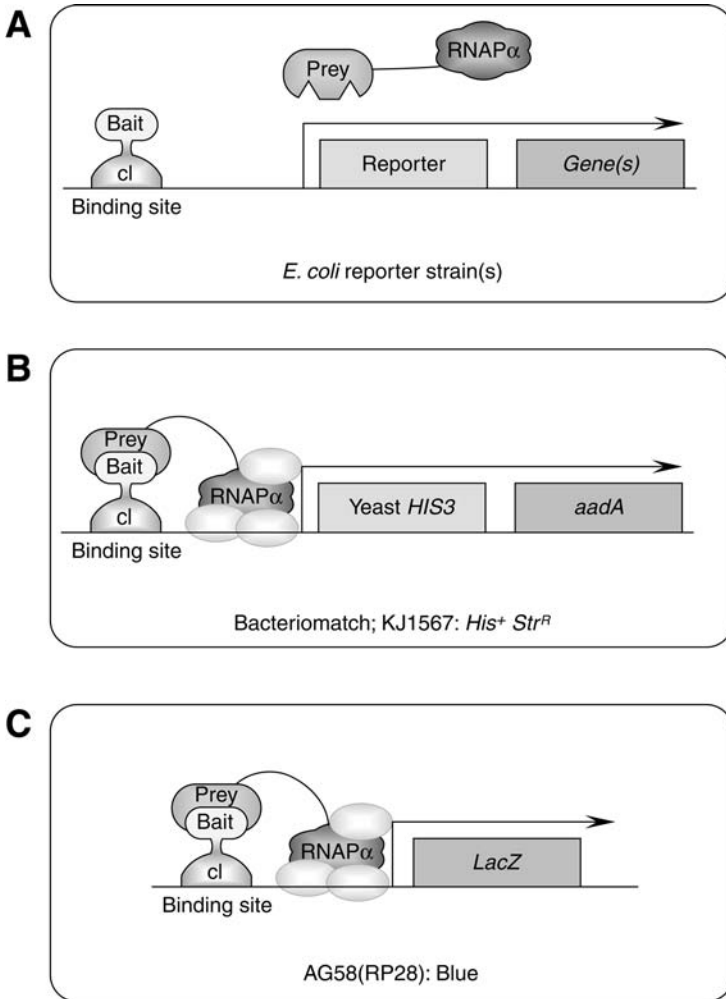 A
RNAPα
Prey
Bait
cI
Reporter
Gene(s)
Binding site
E. coli reporter strain(s)
B
Prey
Bait
RNAPα
cI
Yeast HIS3
aadA
Binding site
Bacteriomatch; KJ1567: His⁺ Strᴿ
C
Prey
Bait
RNAPα
cI
LacZ
Binding site
AG58(RP28): Blue